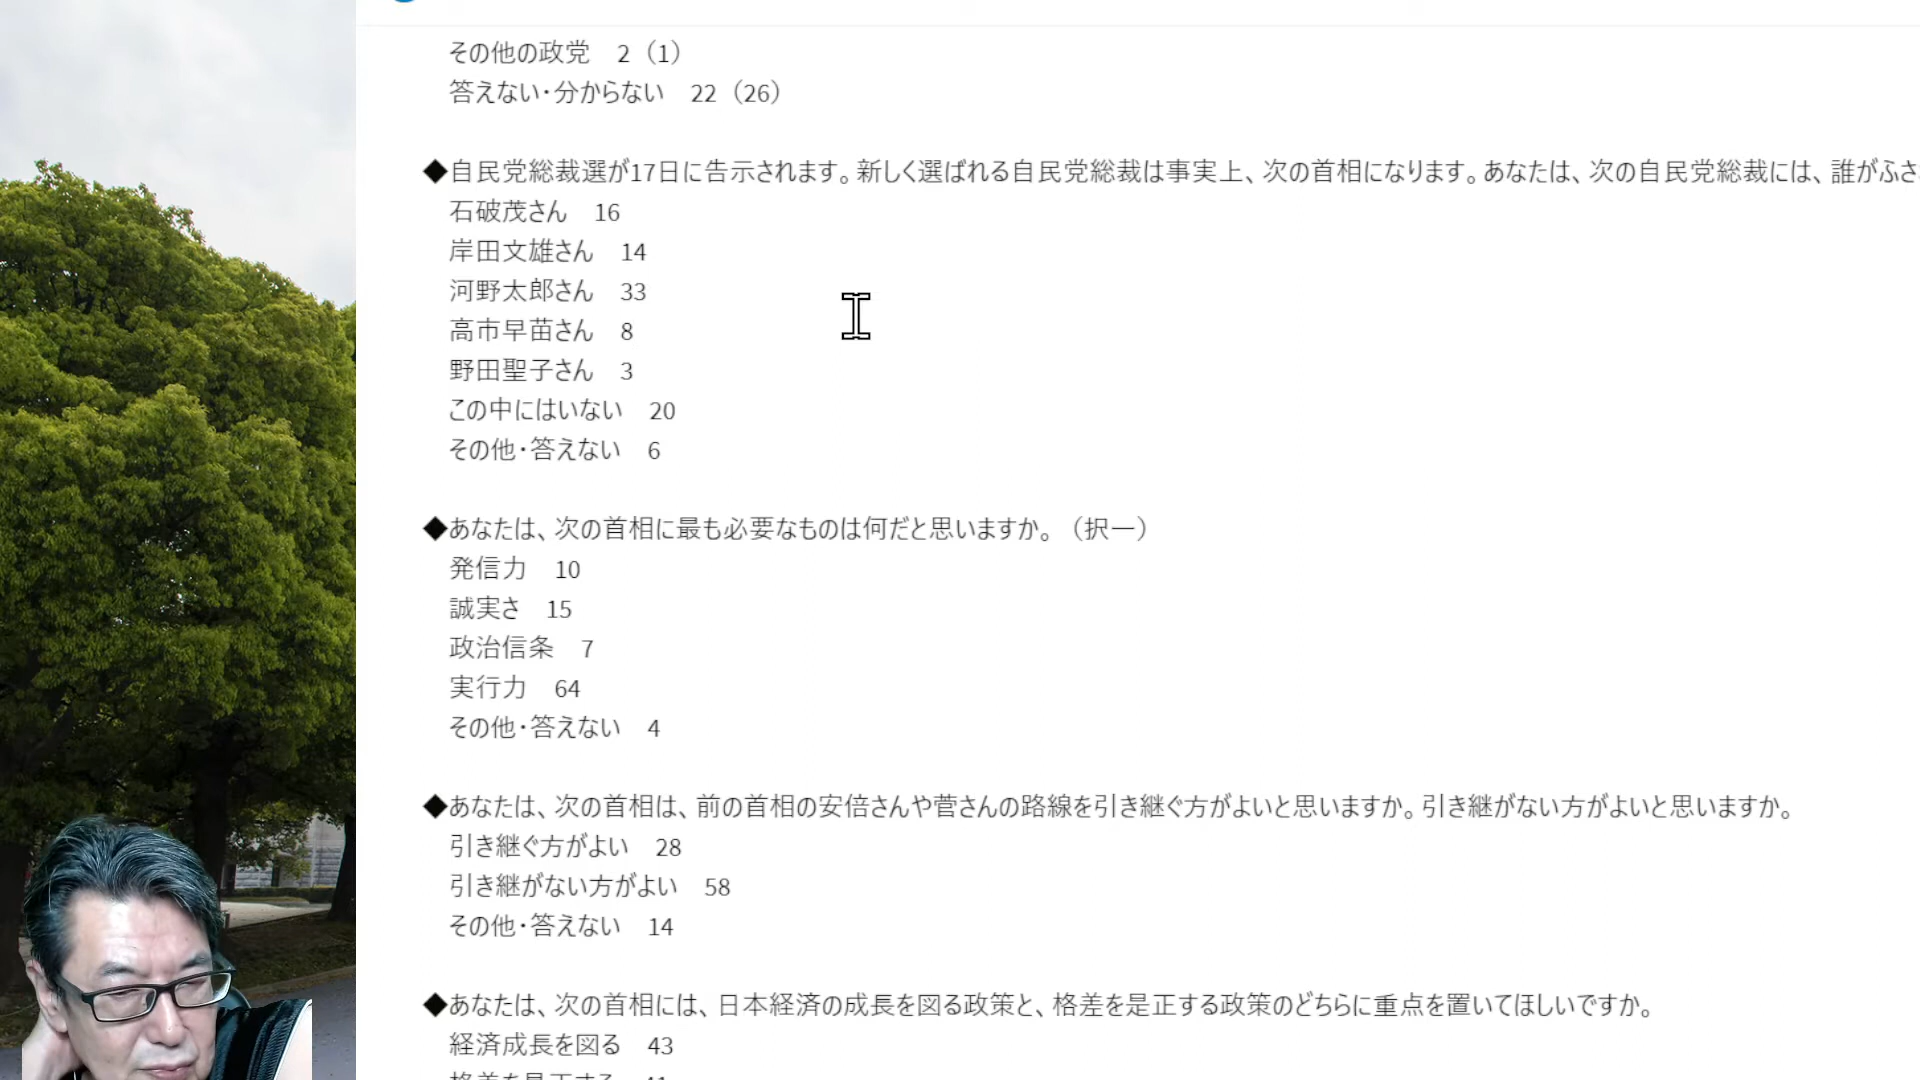 その他の政党　2（1）
答えない・分からない　22（26）
◆自民党総裁選が17日に告示されます。新しく選ばれる自民党総裁は事実上、次の首相になります。あなたは、次の自民党総裁には、誰がふさ
石破茂さん　16
岸田文雄さん　14
河野太郎さん　33
高市早苗さん　8
野田聖子さん　3
この中にはいない　20
その他・答えない　6
◆あなたは、次の首相に最も必要なものは何だと思いますか。（択一）
発信力　10
誠実さ　15
政治信条　7
実行力　64
その他・答えない　4
◆あなたは、次の首相は、前の首相の安倍さんや菅さんの路線を引き継ぐ方がよいと思いますか。引き継がない方がよいと思いますか。
引き継ぐ方がよい　28
引き継がない方がよい　58
その他・答えない　14
◆あなたは、次の首相には、日本経済の成長を図る政策と、格差を是正する政策のどちらに重点を置いてほしいですか。
経済成長を図る　43